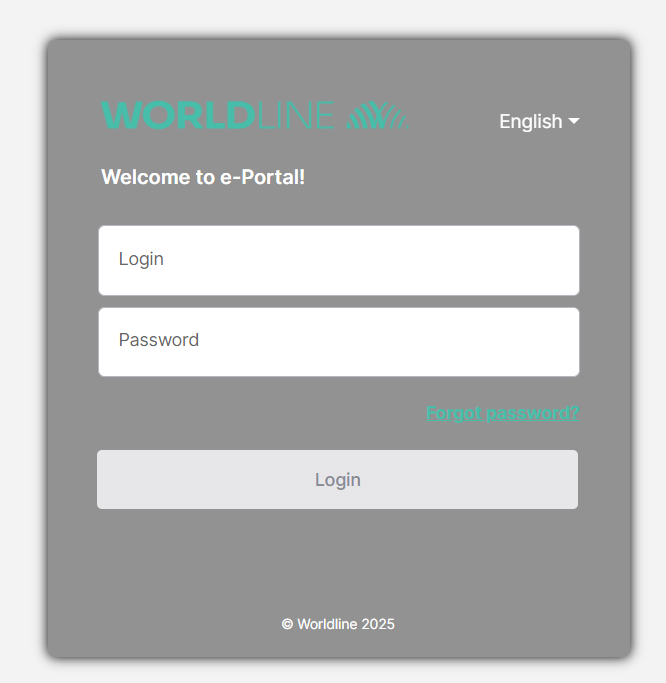 WORLDLINE
English
Welcome to e-Portal!
Login
Password
Forgot password?
Login
© Worldline 2025